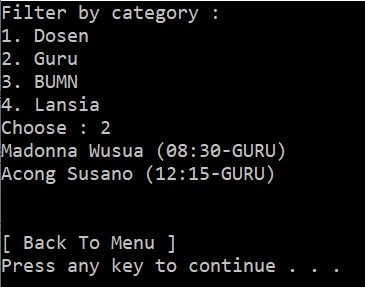 Filter by category :
1. Dosen
2. Guru
3. BUMN
4. Lansia
Choose : 2
Madonna Wusua (08:30-GURU)
Acong Susano (12:15-GURU)
[ Back To Menu ]
Press any key to continue . . .